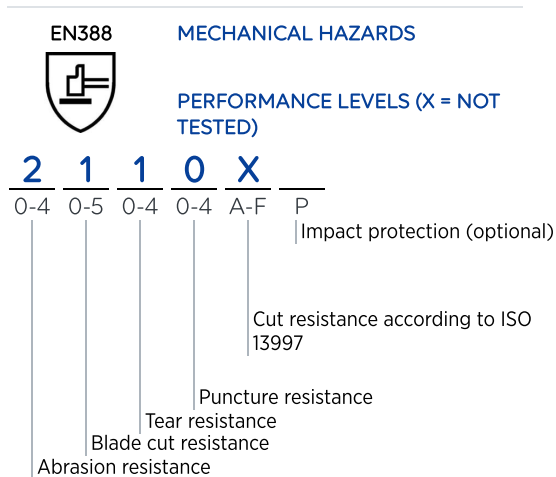 EN388
MECHANICAL HAZARDS
PERFORMANCE LEVELS (X = NOT
TESTED)
2 1 1 0 X
0-4 0-5 0-4 0-4 A-F P
Impact protection (optional)
Cut resistance according to ISO
13997
Puncture resistance
Tear resistance
Blade cut resistance
Abrasion resistance